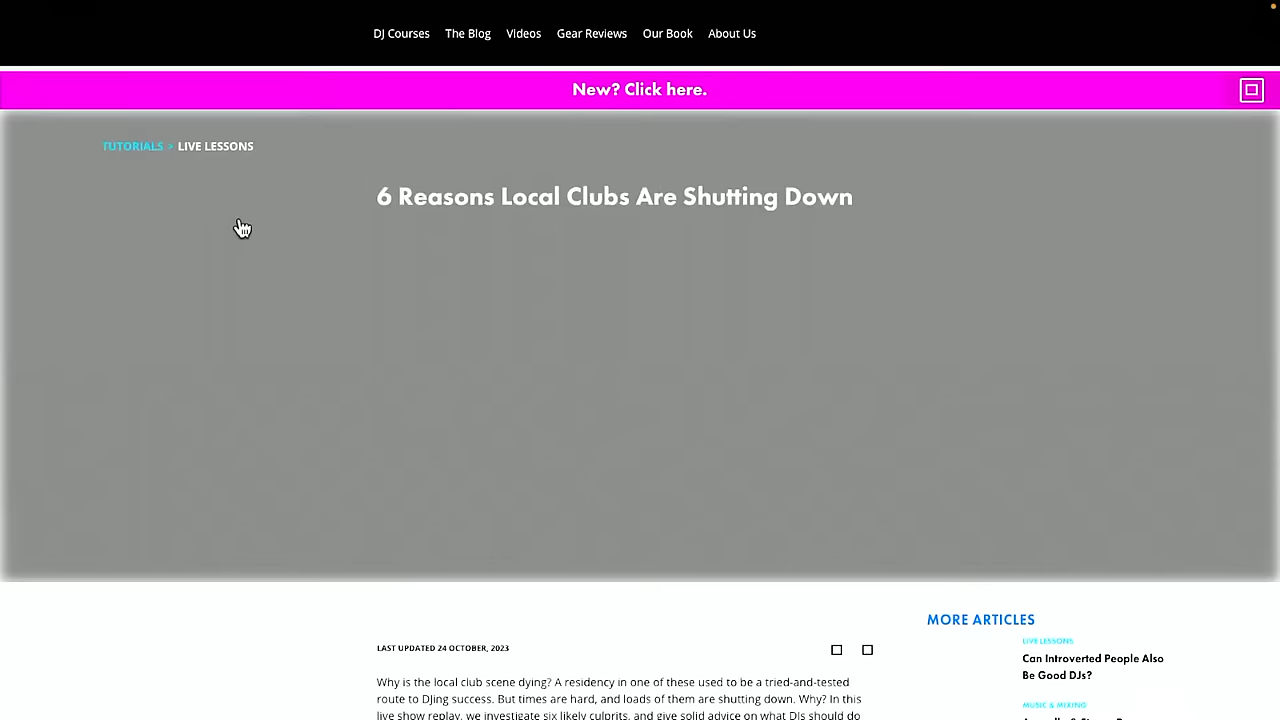 DJ Courses The Blog Videos Gear Reviews Our Book About Us
New? Click here.
TUTORIALS > LIVE LESSONS
6 Reasons Local Clubs Are Shutting Down
MORE ARTICLES
LIVE LESSONS
Can Introverted People Also
Be Good DJs?
MUSIC & MIXING
LAST UPDATED 24 OCTOBER, 2023
Why is the local club scene dying? A residency in one of these used to be a tried-and-tested
route to DJing success. But times are hard, and loads of them are shutting down. Why? In this
live show replay, we investigate six likely culprits, and give solid advice on what DJs should do